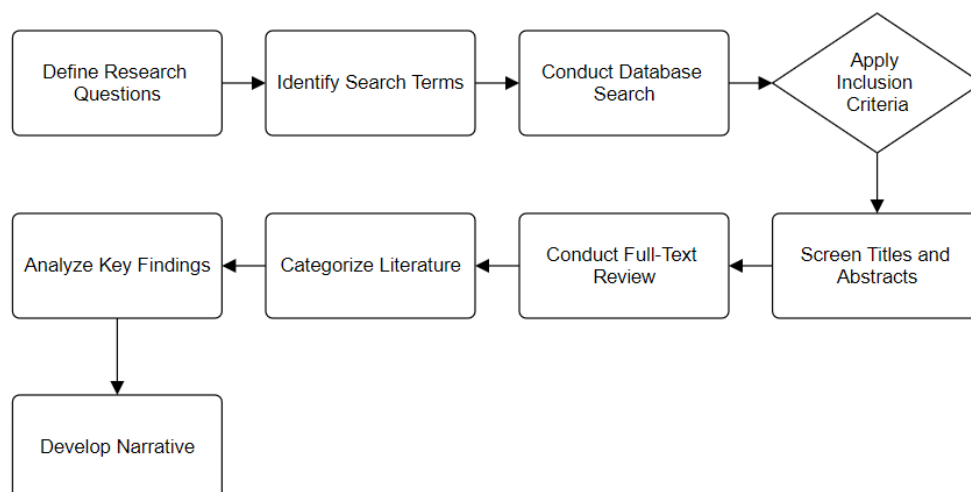 Define Research
Questions
Identify Search Terms
Conduct Database
Search
Apply
Inclusion
Criteria
Screen Titles and
Abstracts
Conduct Full-Text
Review
Categorize Literature
Analyze Key Findings
Develop Narrative